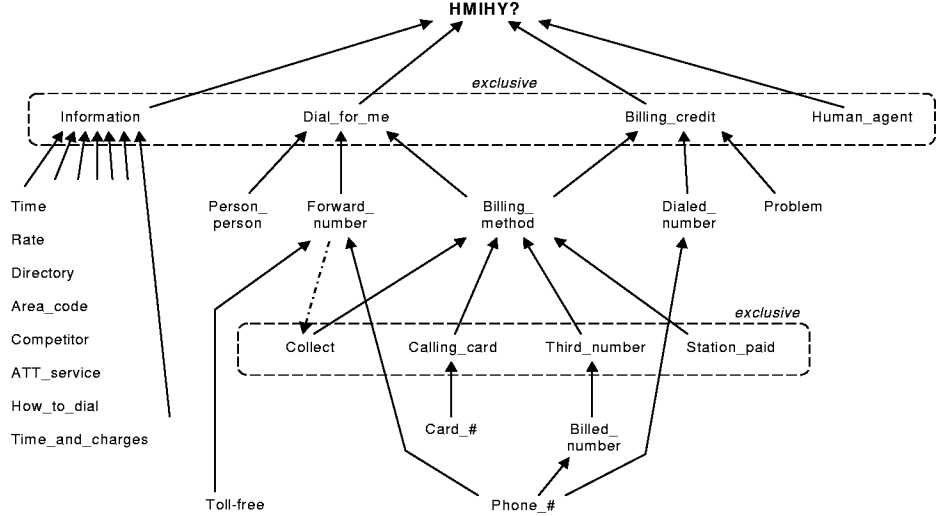 HMIHY?
exclusive
Information Dial_for_me Billing_credit Human_agent
Time Person_ Forward_ Billing_ Dialed_ Problem
person number method number
Rate
Directory
Area_code
exclusive
Competitor Collect Calling_card Third_number Station_paid
ATT_service
How_to_dial
Card_# Billed_
Time_and_charges number
Toll-free Phone_#